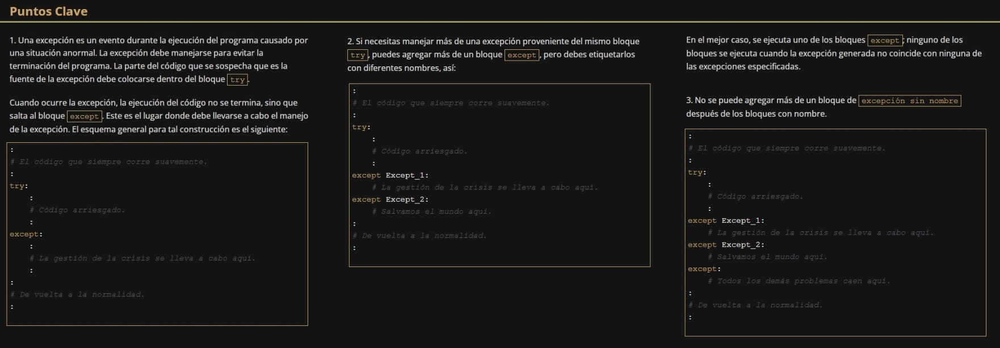 Puntos Clave
1. Una excepción es un evento durante la ejecución del programa causado por
una situación anormal. La excepción debe manejarse para evitar la
terminación del programa. La parte del código que se sospecha que es la
fuente de la excepción debe colocarse dentro del bloque try.
Cuando ocurre la excepción, la ejecución del código no se termina, sino que
salta al bloque except. Este es el lugar donde debe llevarse a cabo el manejo
de la excepción. El esquema general para tal construcción es el siguiente:
:
# El código que siempre corre suavemente.
:
try:
    :
    # Código arriesgado.
    :
except:
    :
    # La gestión de la crisis se lleva a cabo aquí.
    :
:
# De vuelta a la normalidad.
:
2. Si necesitas manejar más de una excepción proveniente del mismo bloque
try, puedes agregar más de un bloque except, pero debes etiquetarlos
con diferentes nombres, así:
:
# El código que siempre corre suavemente.
:
try:
    :
    # Código arriesgado.
    :
except Except_1:
    # La gestión de la crisis se lleva a cabo aquí.
except Except_2:
    # Salvamos el mundo aquí.
:
# De vuelta a la normalidad.
:
En el mejor caso, se ejecuta uno de los bloques except; ninguno de los
bloques se ejecuta cuando la excepción generada no coincide con ninguna de
las excepciones especificadas.
3. No se puede agregar más de un bloque de excepción sin nombre
después de los bloques con nombre.
:
# El código que siempre corre suavemente.
:
try:
    :
    # Código arriesgado.
    :
except Except_1:
    # La gestión de la crisis se lleva a cabo aquí.
except Except_2:
    # Salvamos el mundo aquí.
except:
    # Todos los demás problemas caen aquí.
:
# De vuelta a la normalidad.
: